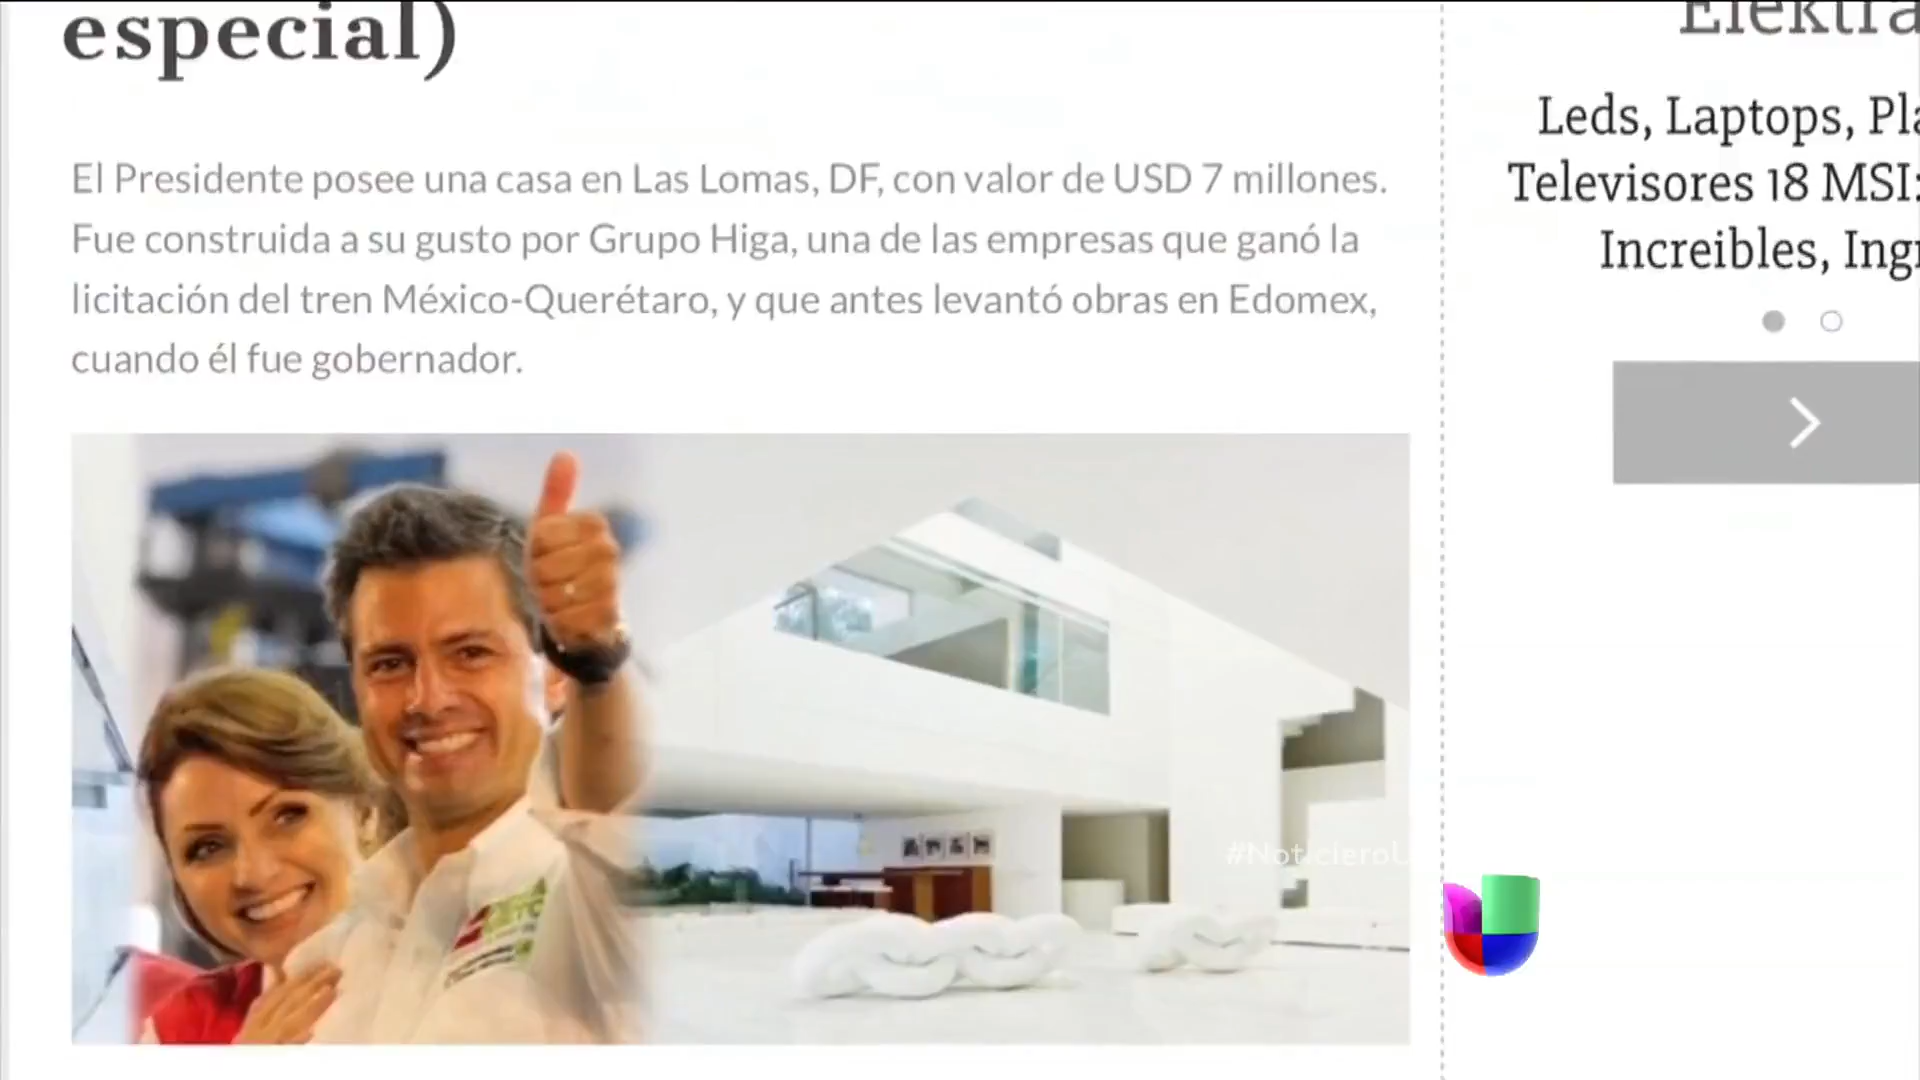 especial)
El Presidente posee una casa en Las Lomas, DF, con valor de USD 7 millones.
Fue construida a su gusto por Grupo Higa, una de las empresas que ganó la
licitación del tren México-Querétaro, y que antes levantó obras en Edomex,
cuando él fue gobernador.
Elektra
Leds, Laptops,
Televisores 18 MSI:
Increibles,
#Noticiero